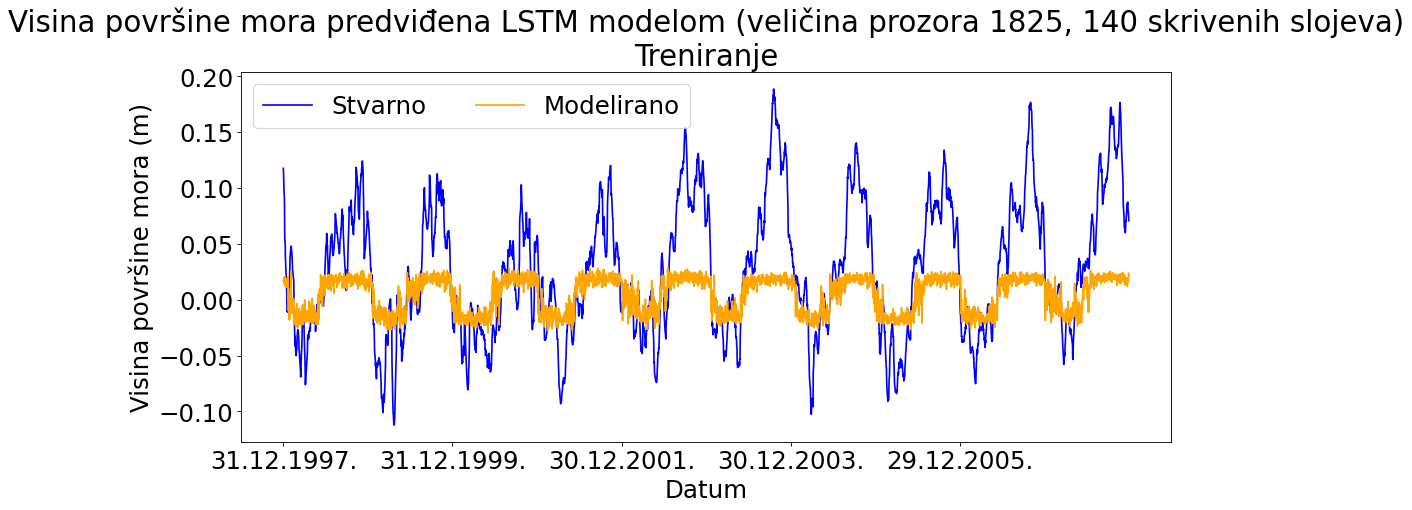 Visina površine mora predviđena LSTM modelom (veličina prozora 1825, 140 skrivenih slojeva)
Treniranje
Stvarno Modelirano
Visina površine mora (m)
0.20
0.15
0.10
0.05
0.00
−0.05
−0.10
31.12.1997. 31.12.1999. 30.12.2001. 30.12.2003. 29.12.2005.
Datum